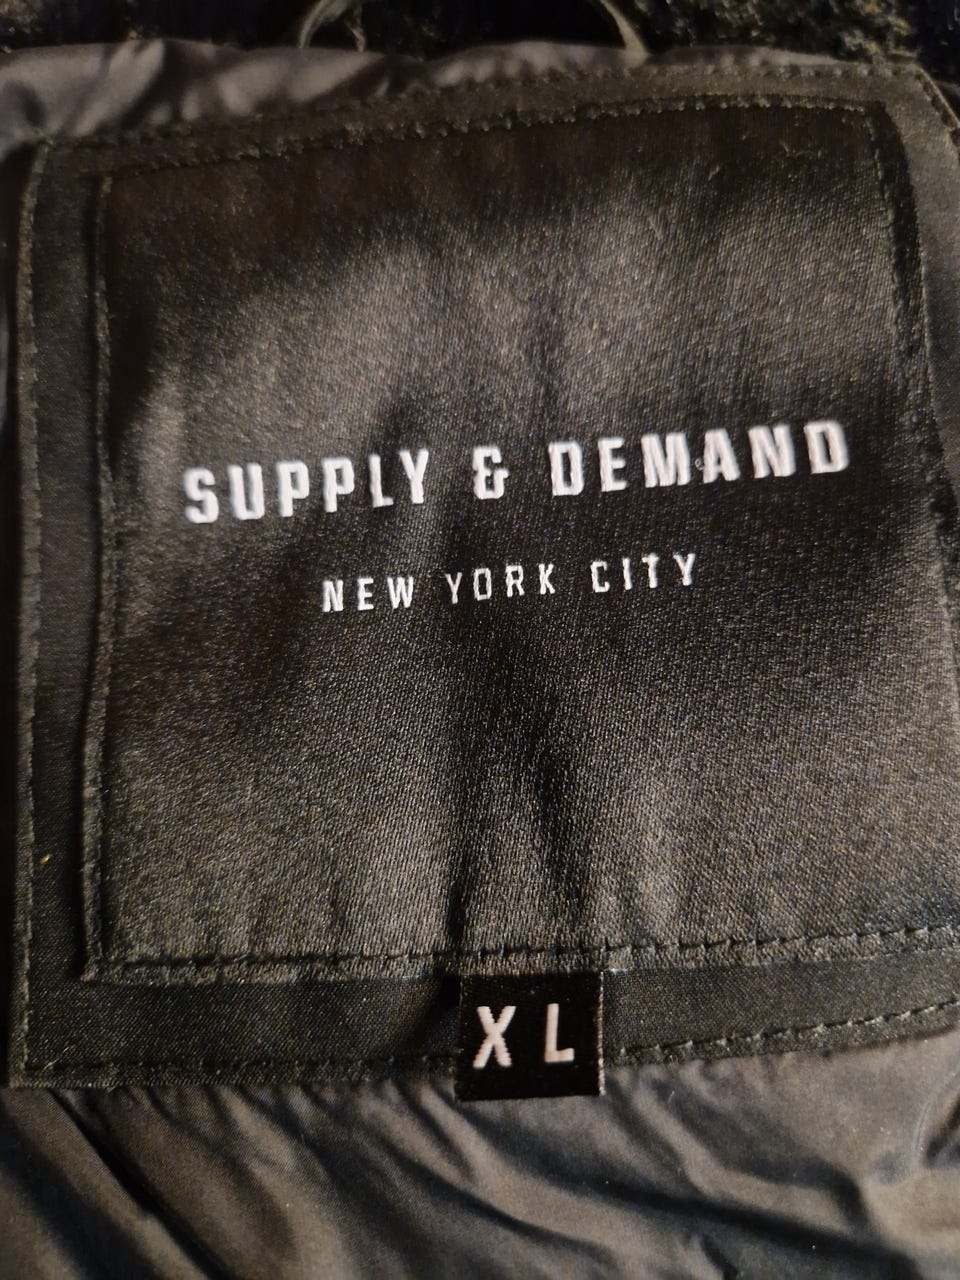 SUPPLY & DEMAND
NEW YORK CITY
XL